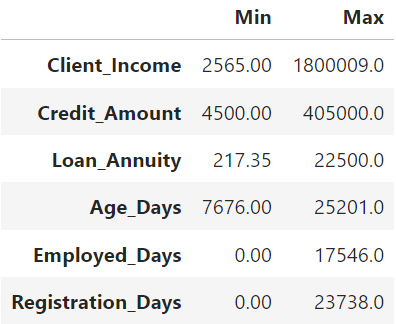 Min Max
Client_Income 2565.00 1800009.0
Credit_Amount 4500.00 405000.0
Loan_Annuity 217.35 22500.0
Age_Days 7676.00 25201.0
Employed_Days 0.00 17546.0
Registration_Days 0.00 23738.0